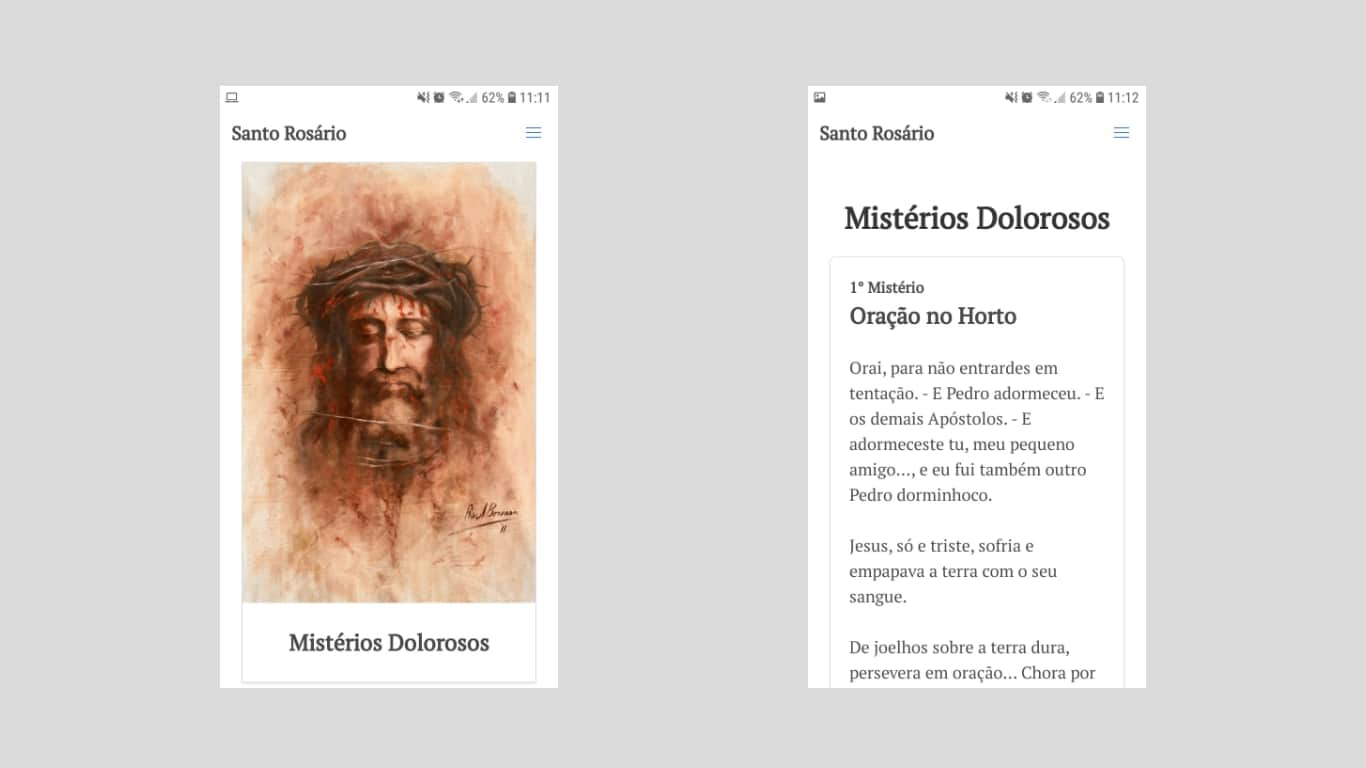 62% 11:11
Santo Rosário
Mistérios Dolorosos
62% 11:12
Santo Rosário
Mistérios Dolorosos
1° Mistério
Oração no Horto
Orai, para não entrardes em
tentação. - E Pedro adormeceu. - E
os demais Apóstolos. - E
adormeceste tu, meu pequeno
amigo..., e eu fui também outro
Pedro dorminhoco.
Jesus, só e triste, sofria e
empapava a terra com o seu
sangue.
De joelhos sobre a terra dura,
persevera em oração... Chora por